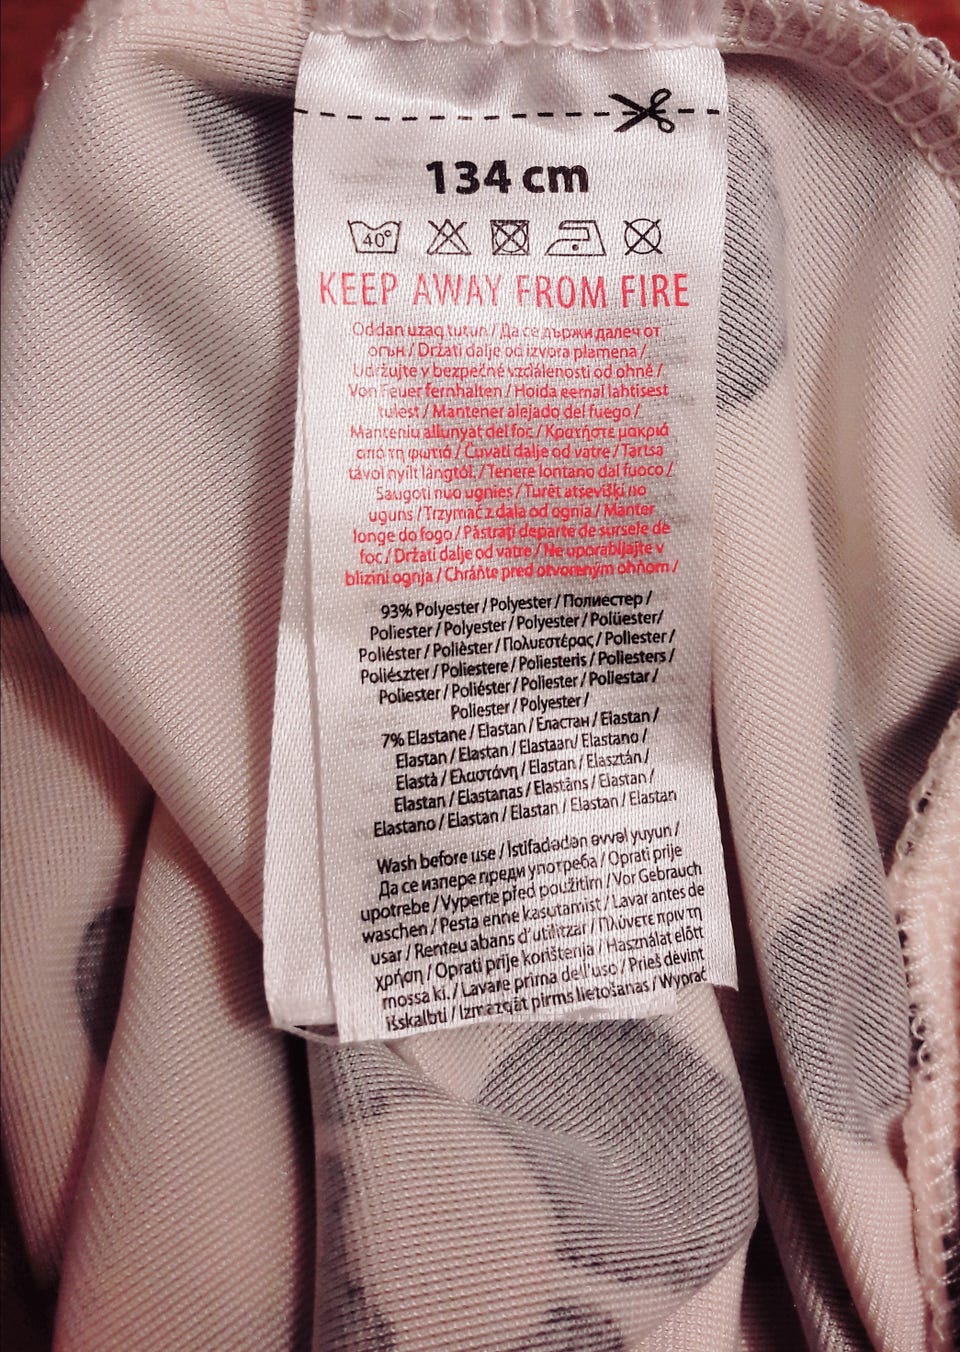 134 cm
40°
KEEP AWAY FROM FIRE
Oddan uzaq tutun / Да се държи далеч от
огън / Držati dalje od izvora plamena /
Udržujte v bezpečné vzdálenosti od ohně /
Von Feuer fernhalten / Hoida eemal lahtisest
tulest / Mantener alejado del fuego /
Manteniu allunyat del foc / Κρατήστε μακριά
από τη φωτιά / Čuvati dalje od vatre / Tartsa
távol nyílt lángtól. / Tenere lontano dal fuoco /
Saugoti nuo ugnies / Turēt atsevišķi no
uguns / Trzymać z dala od ognia / Manter
longe do fogo / Păstraţi departe de sursele de
foc / Držati dalje od vatre / Ne uporabljajte v
bližini ognja / Chráňte pred otvoreným ohňom /
93% Polyester / Polyester / Полиестер /
Poliester / Polyester / Polyester / Polüester/
Poliéster / Polièster / Πολυεστέρας / Poliester /
Poliészter / Poliestere / Poliesteris / Poliesters /
Poliester / Poliéster / Poliester / Poliestar /
Poliester / Polyester /
7% Elastane / Elastan / Еластан / Elastan /
Elastan / Elastan / Elastaan/ Elastano /
Elastà / Ελαστάνη / Elastan / Elasztán /
Elastan / Elastanas / Elastāns / Elastan /
Elastano / Elastan / Elastan / Elastan / Elastan
Wash before use / İstifadədən əvvəl yuyun /
Да се изпере преди употреба / Oprati prije
upotrebe / Vyperte před použitím / Vor Gebrauch
waschen / Pesta enne kasutamist / Lavar antes de
usar / Renteu abans d'utilitzar / Πλύνετε πριν τη
χρήση / Oprati prije korištenja / Használat előtt
mossa ki. / Lavare prima dell'uso / Prieš dėvint
išskalbti / Izmazgāt pirms lietošanas / Wyprać